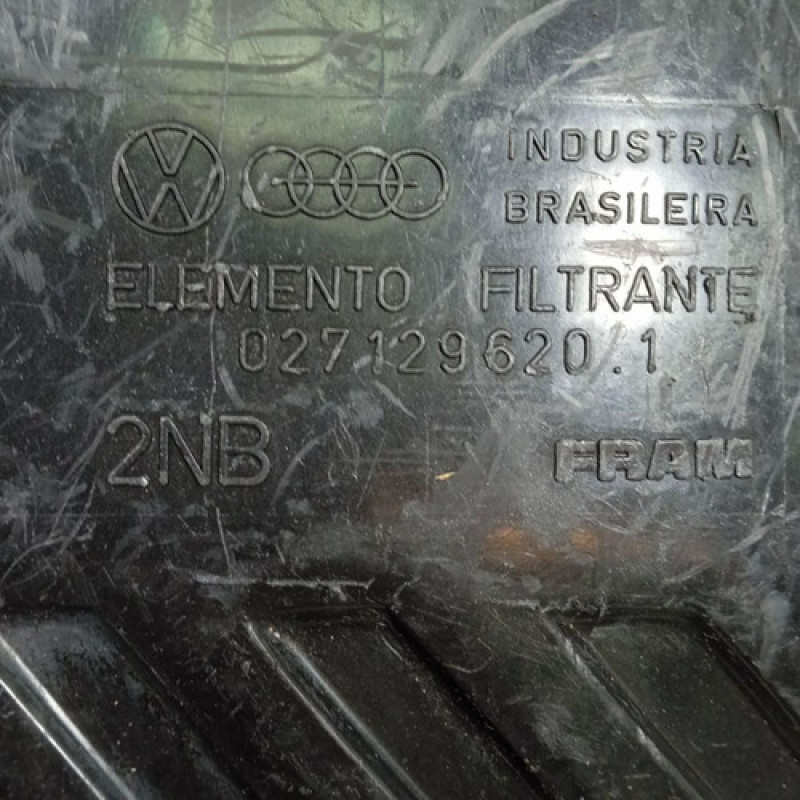 INDUSTRIA
BRASILEIRA
ELEMENTO FILTRANTE
027129620.1
2NB FRAM